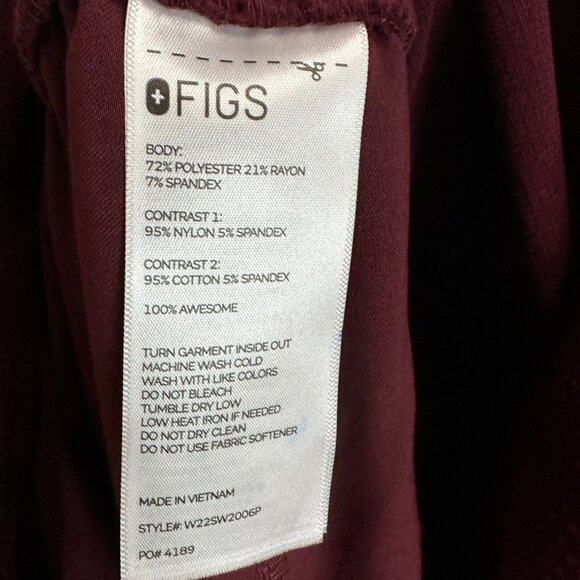 FIGS
BODY:
72% POLYESTER 21% RAYON
7% SPANDEX
CONTRAST 1:
95% NYLON 5% SPANDEX
CONTRAST 2:
95% COTTON 5% SPANDEX
100% AWESOME
TURN GARMENT INSIDE OUT
MACHINE WASH COLD
WASH WITH LIKE COLORS
DO NOT BLEACH
TUMBLE DRY LOW
LOW HEAT IRON IF NEEDED
DO NOT DRY CLEAN
DO NOT USE FABRIC SOFTENER
MADE IN VIETNAM
STYLE#: W22SW2006P
PO# 4189